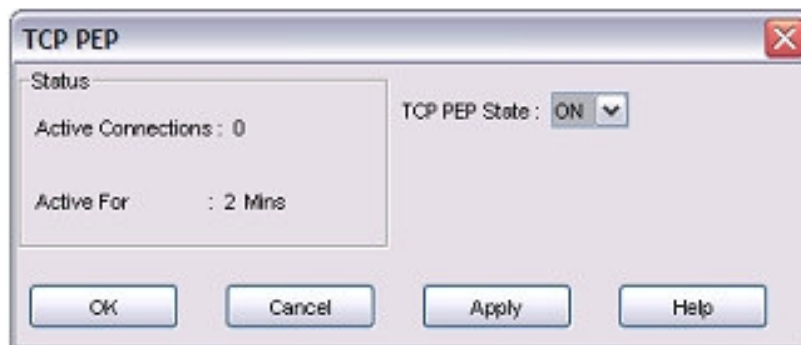 TCP PEP
Status
Active Connections : 0
TCP PEP State : ON
Active For : 2 Mins
OK Cancel Apply Help